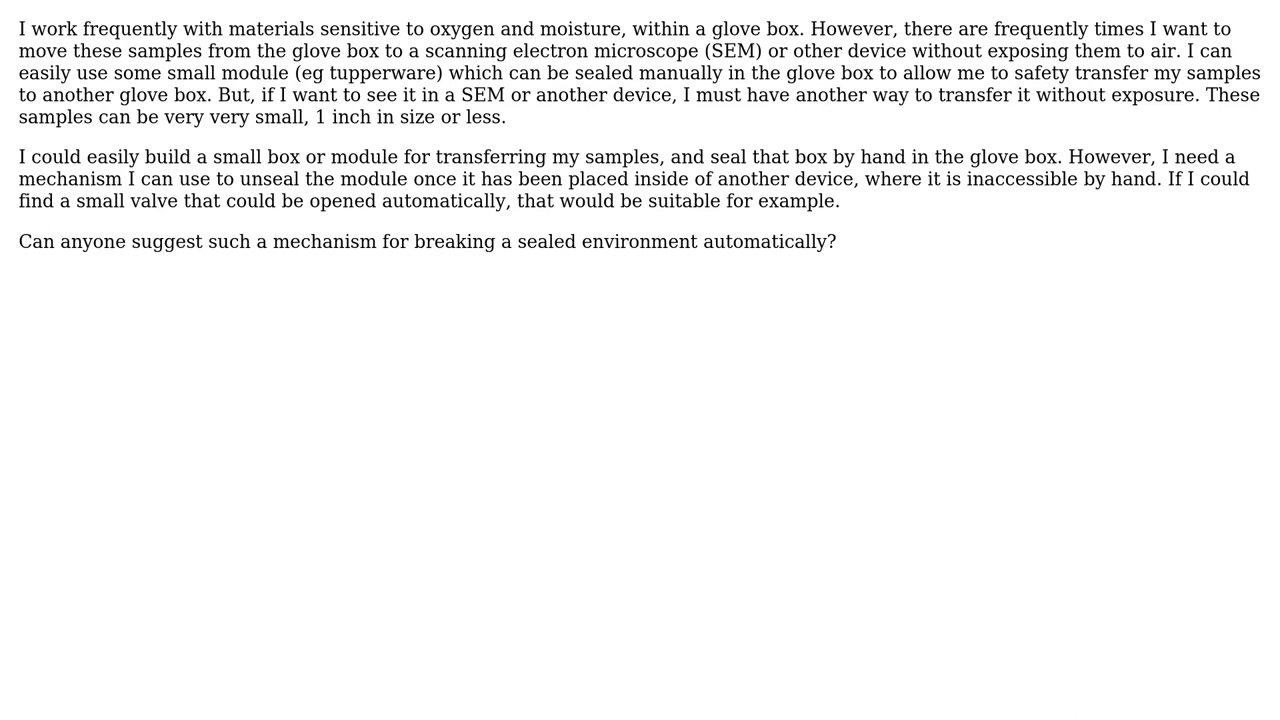 I work frequently with materials sensitive to oxygen and moisture, within a glove box. However, there are frequently times I want to
move these samples from the glove box to a scanning electron microscope (SEM) or other device without exposing them to air. I can
easily use some small module (eg tupperware) which can be sealed manually in the glove box to allow me to safety transfer my samples
to another glove box. But, if I want to see it in a SEM or another device, I must have another way to transfer it without exposure. These
samples can be very very small, 1 inch in size or less.
I could easily build a small box or module for transferring my samples, and seal that box by hand in the glove box. However, I need a
mechanism I can use to unseal the module once it has been placed inside of another device, where it is inaccessible by hand. If I could
find a small valve that could be opened automatically, that would be suitable for example.
Can anyone suggest such a mechanism for breaking a sealed environment automatically?